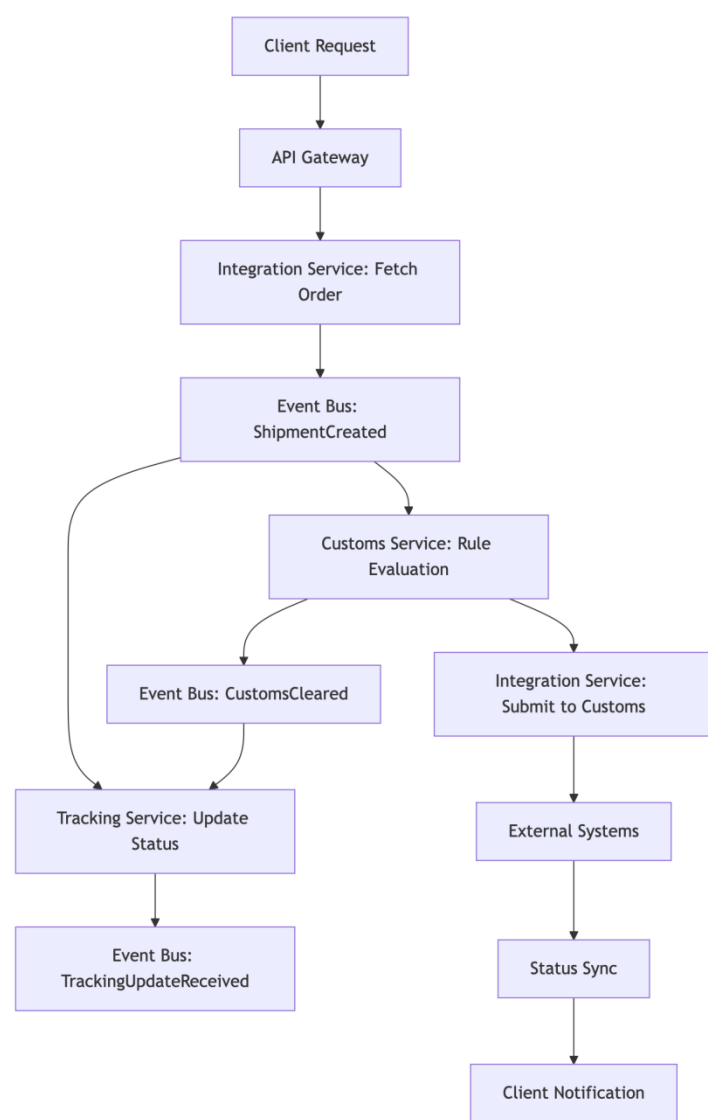 Client Request
API Gateway
Integration Service: Fetch
Order
Event Bus:
ShipmentCreated
Customs Service: Rule
Evaluation
Event Bus: CustomsCleared
Integration Service:
Submit to Customs
Tracking Service: Update
Status
External Systems
Event Bus:
TrackingUpdateReceived
Status Sync
Client Notification